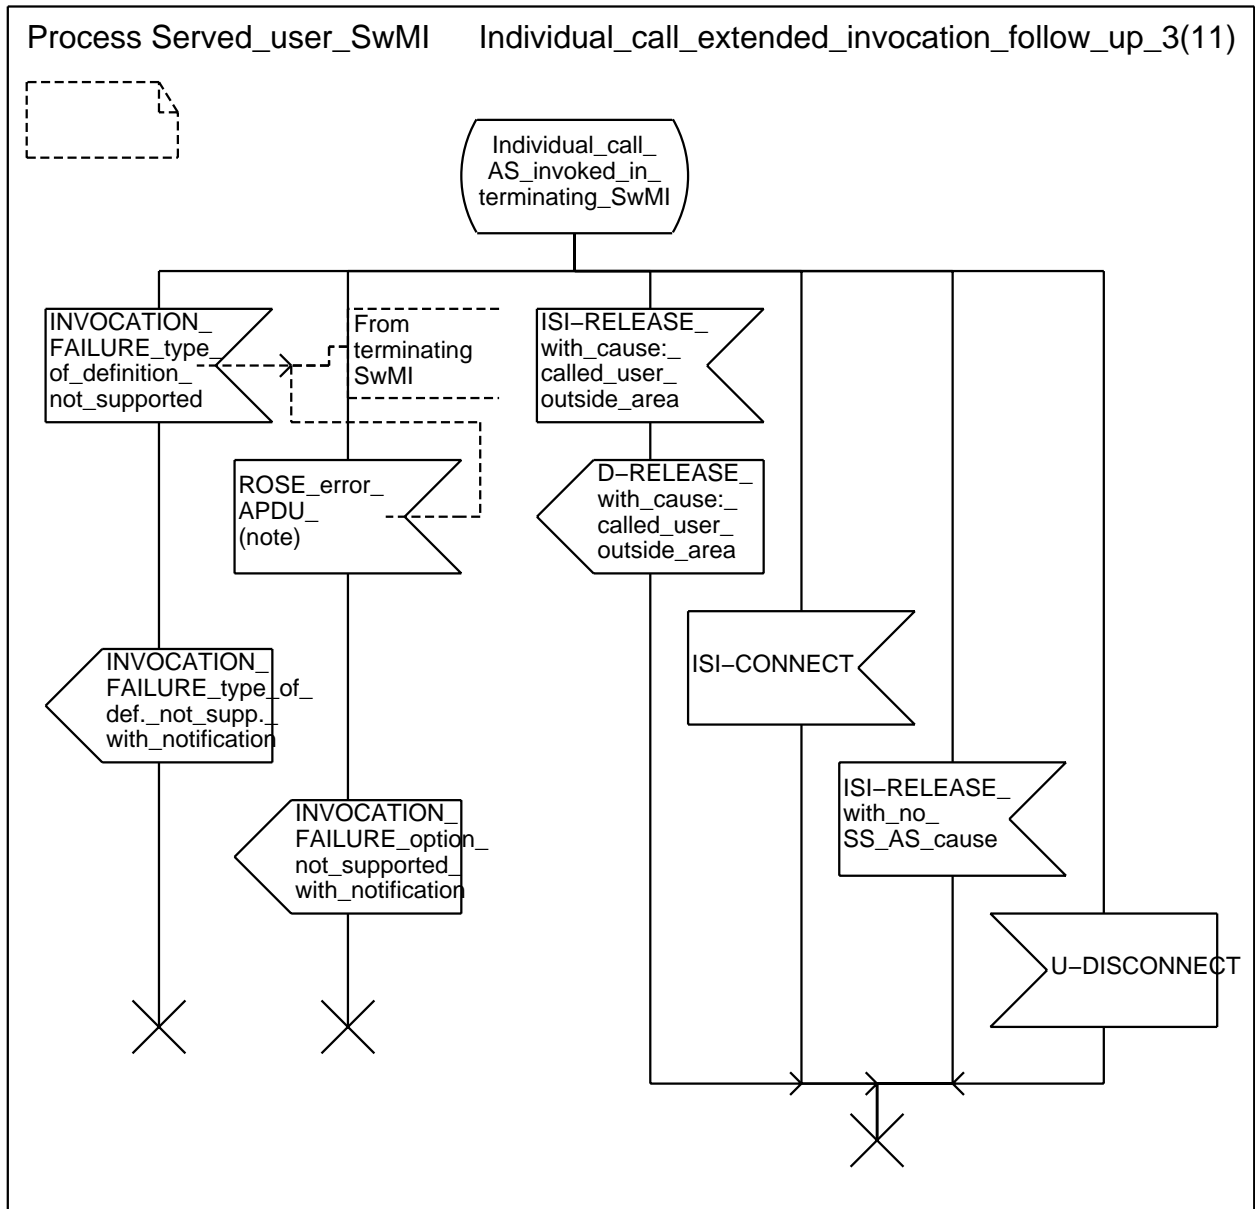 Process Served_user_SwMI Individual_call_extended_invocation_follow_up_3(11)
Individual_call_
AS_invoked_in_
terminating_SwMI
INVOCATION_
FAILURE_type_
of_definition_
not_supported
From
terminating
SwMI
ISI−RELEASE_
with_cause:_
called_user_
outside_area
ROSE_error_
APDU_
(note)
D−RELEASE_
with_cause:_
called_user_
outside_area
INVOCATION_
FAILURE_type_of_
def._not_supp._
with_notification
ISI−CONNECT
INVOCATION_
FAILURE_option_
not_supported_
with_notification
ISI−RELEASE_
with_no_
SS_AS_cause
U−DISCONNECT